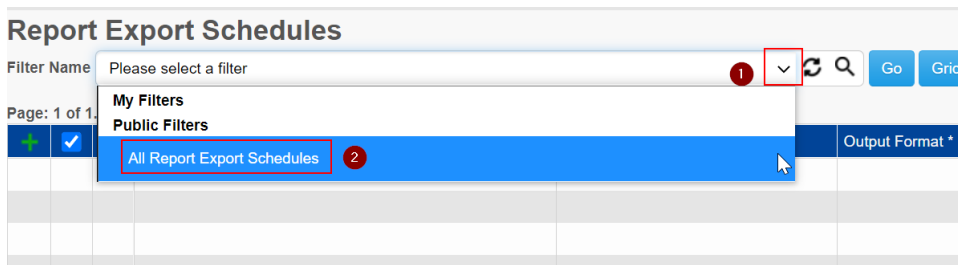 Report Export Schedules
Filter Name Please select a filter 1 Go Gric
My Filters
Page: 1 of 1.
Public Filters
All Report Export Schedules 2
Output Format *